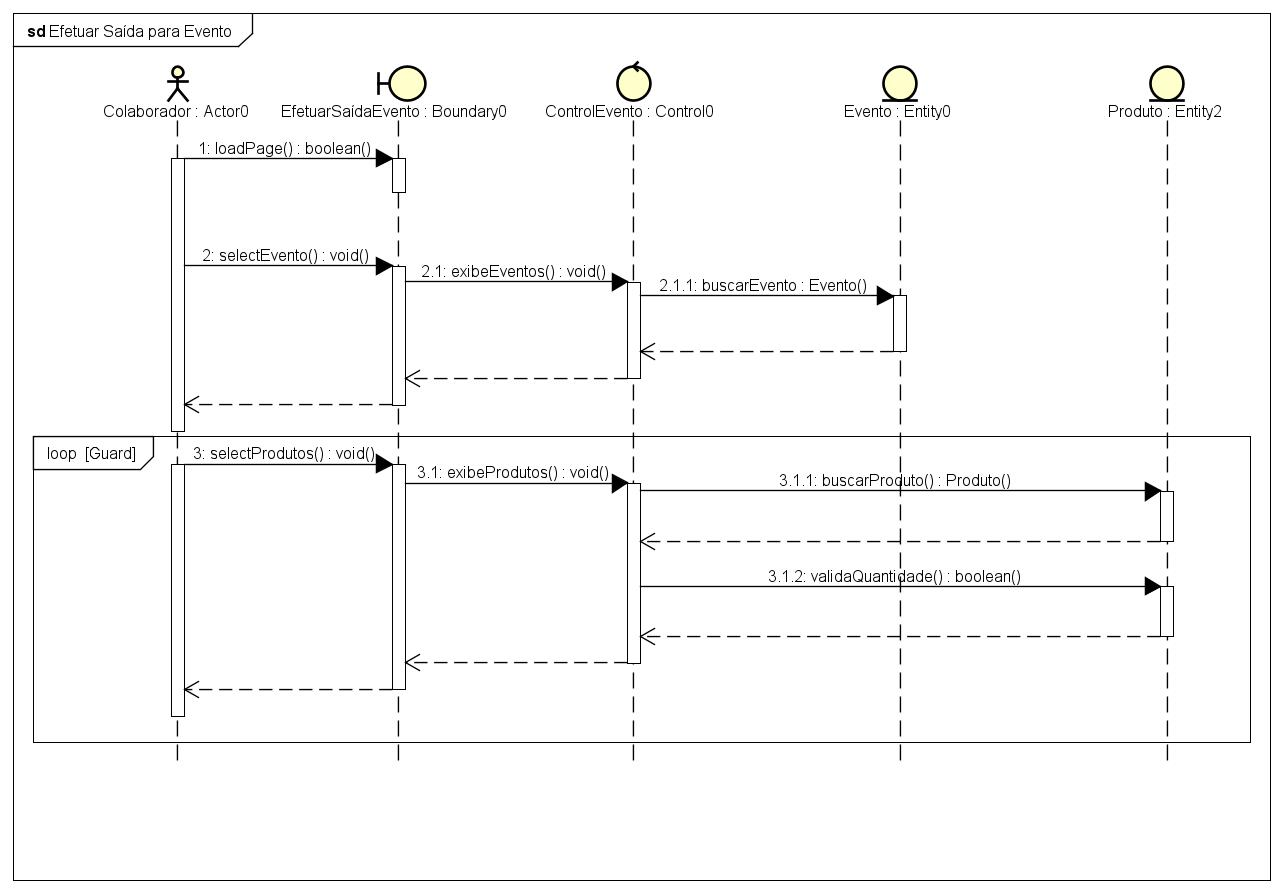 sd Efetuar Saída para Evento
Colaborador : Actor0
EfetuarSaídaEvento : Boundary0
ControlEvento : Control0
Evento : Entity0
Produto : Entity2
1: loadPage() : boolean()
2: selectEvento() : void()
2.1: exibeEventos() : void()
2.1.1: buscarEvento : Evento()
loop [Guard]
3: selectProdutos() : void()
3.1: exibeProdutos() : void()
3.1.1: buscarProduto() : Produto()
3.1.2: validaQuantidade() : boolean()